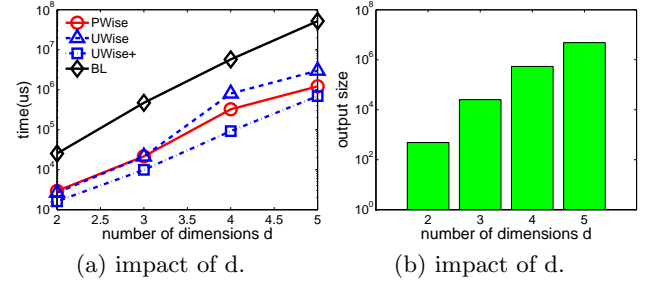 10^8
10^7
10^6
10^5
10^4
10^3
10^2
time(us)
PWise
UWise
UWise+
BL
2 2.5 3 3.5 4 4.5 5
number of dimensions d
(a) impact of d.
10^8
10^6
10^4
10^2
10^0
output size
2 3 4 5
number of dimensions d
(b) impact of d.